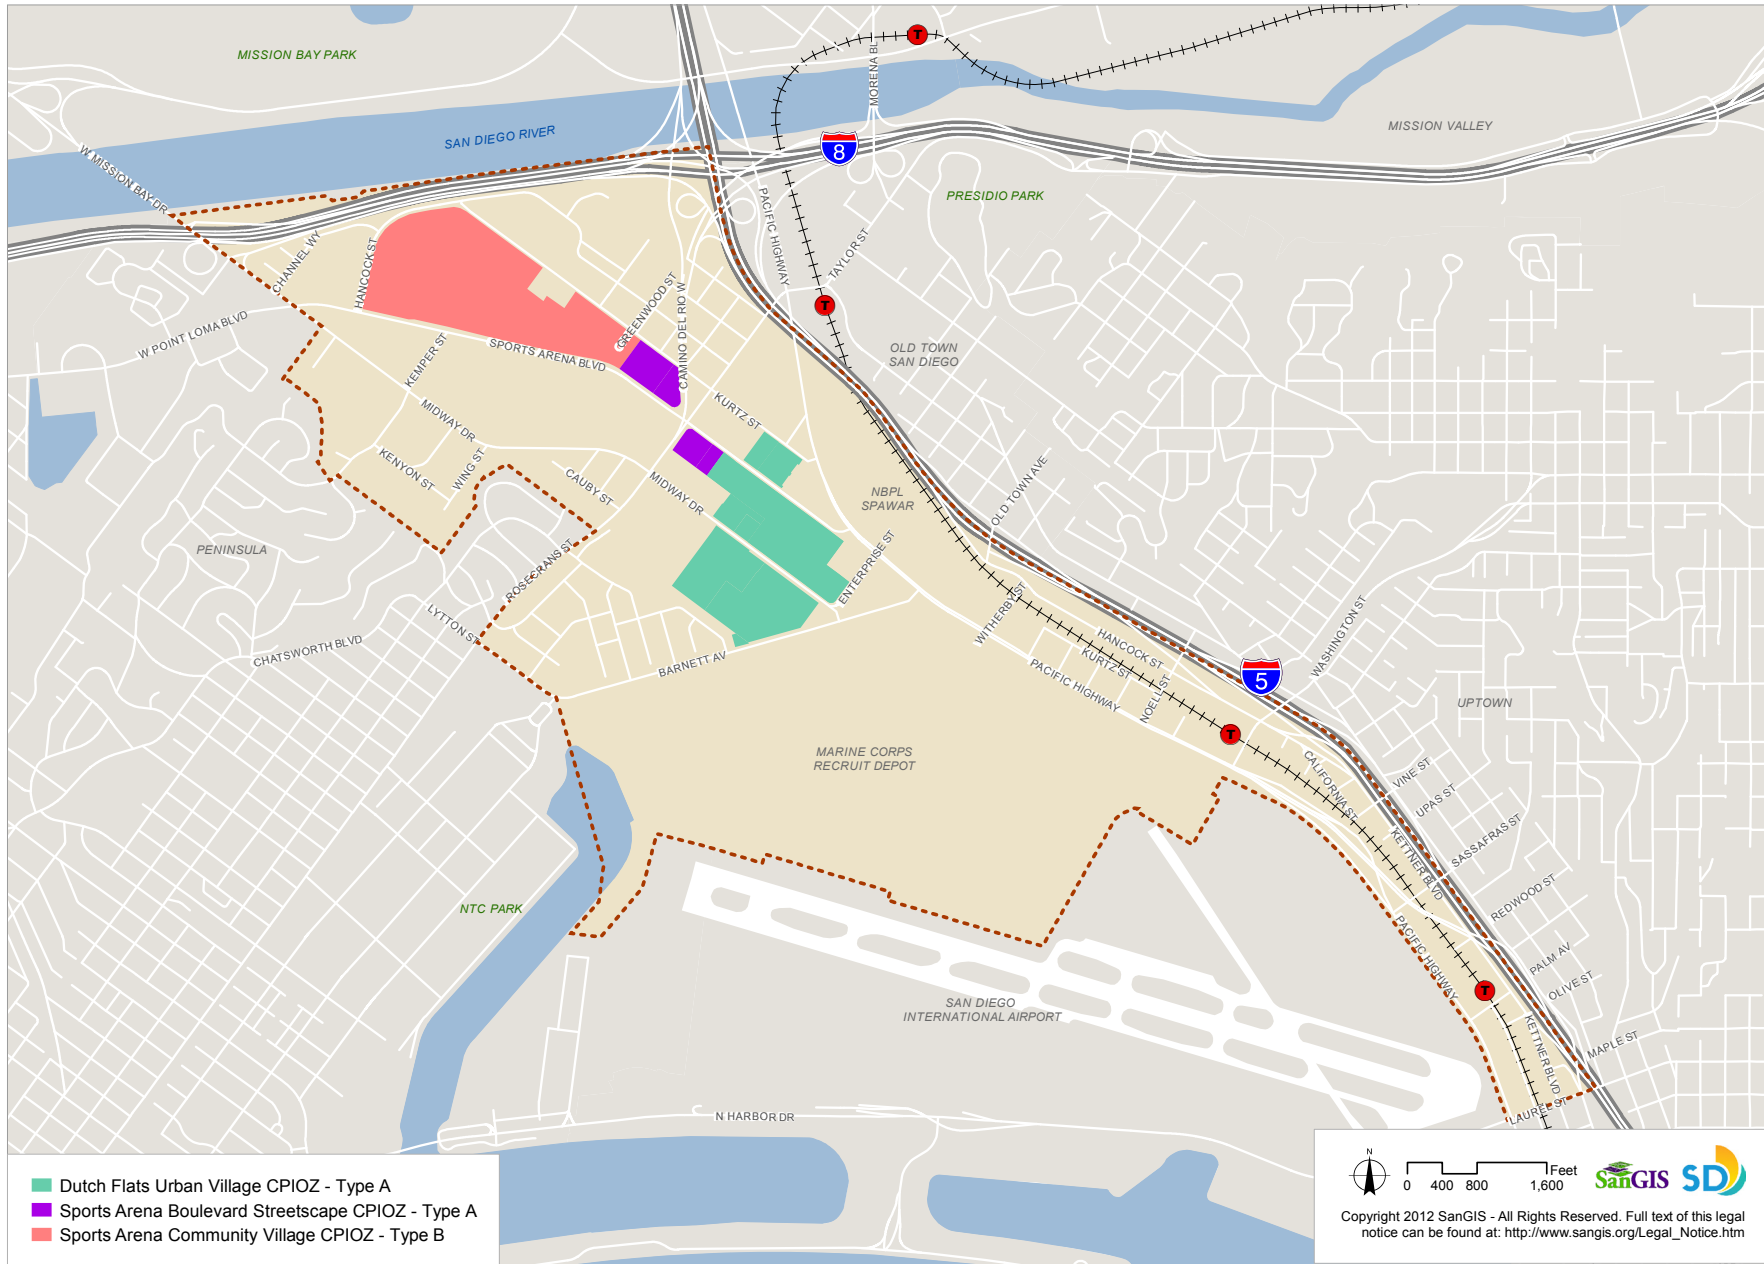 MISSION BAY PARK
SAN DIEGO RIVER
W MISSION BAY DR
MORENA BL
T
8
MISSION VALLEY
PRESIDIO PARK
PACIFIC HIGHWAY
TAYLOR ST
T
CHANNEL WY
HANCOCK ST
GREENWOOD ST
CAMINO DEL RIO W
W POINT LOMA BLVD
SPORTS ARENA BLVD
KEMPER ST
OLD TOWN
SAN DIEGO
MIDWAY DR
KURTZ ST
KENYON ST
WING ST
CAUBY ST
MIDWAY DR
NBPL
SPAWAR
OLD TOWN AVE
PENINSULA
ROSECRANS ST
ENTERPRISE ST
LYTTON ST
WITHERBY ST
CHATSWORTH BLVD
BARNETT AV
HANCOCK ST
KURTZ ST
PACIFIC HIGHWAY
NOELL ST
WASHINGTON ST
5
UPTOWN
T
MARINE CORPS
RECRUIT DEPOT
CALIFORNIA ST
VINE ST
UPAS ST
SASSAFRAS ST
KETTNER BLVD
REDWOOD ST
NTC PARK
PACIFIC HIGHWAY
PALM AV
OLIVE ST
T
SAN DIEGO
INTERNATIONAL AIRPORT
KETTNER BLVD
MAPLE ST
LAUREL ST
N HARBOR DR
Dutch Flats Urban Village CPIOZ - Type A
Sports Arena Boulevard Streetscape CPIOZ - Type A
Sports Arena Community Village CPIOZ - Type B
N
Feet
0 400 800 1,600
SanGIS
SD
Copyright 2012 SanGIS - All Rights Reserved. Full text of this legal
notice can be found at: http://www.sangis.org/Legal_Notice.htm